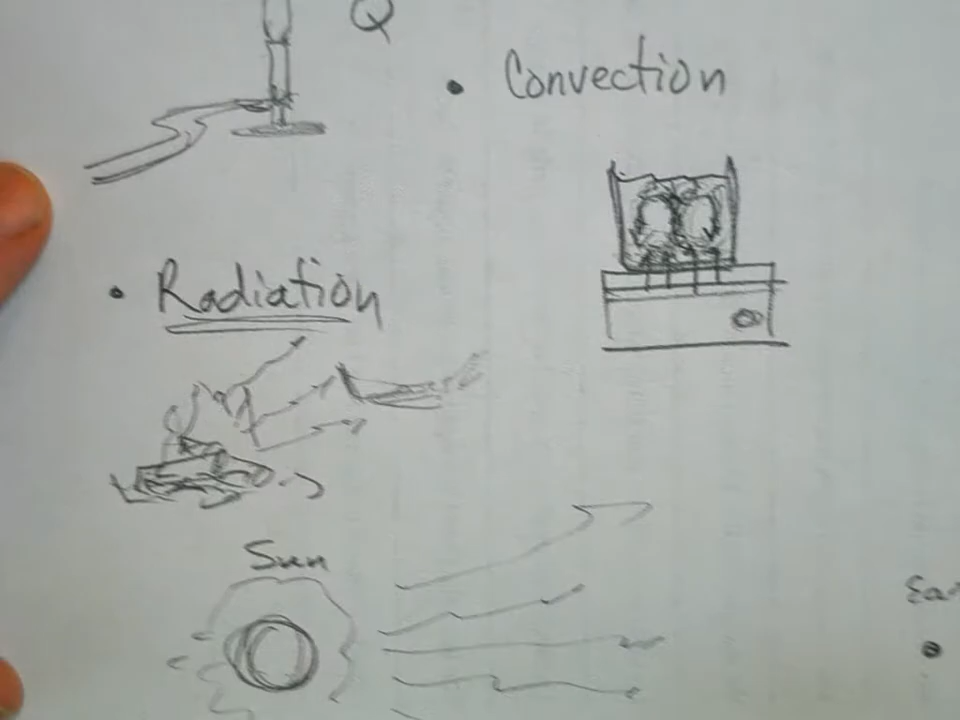 Q
• Convection
• Radiation
Sun